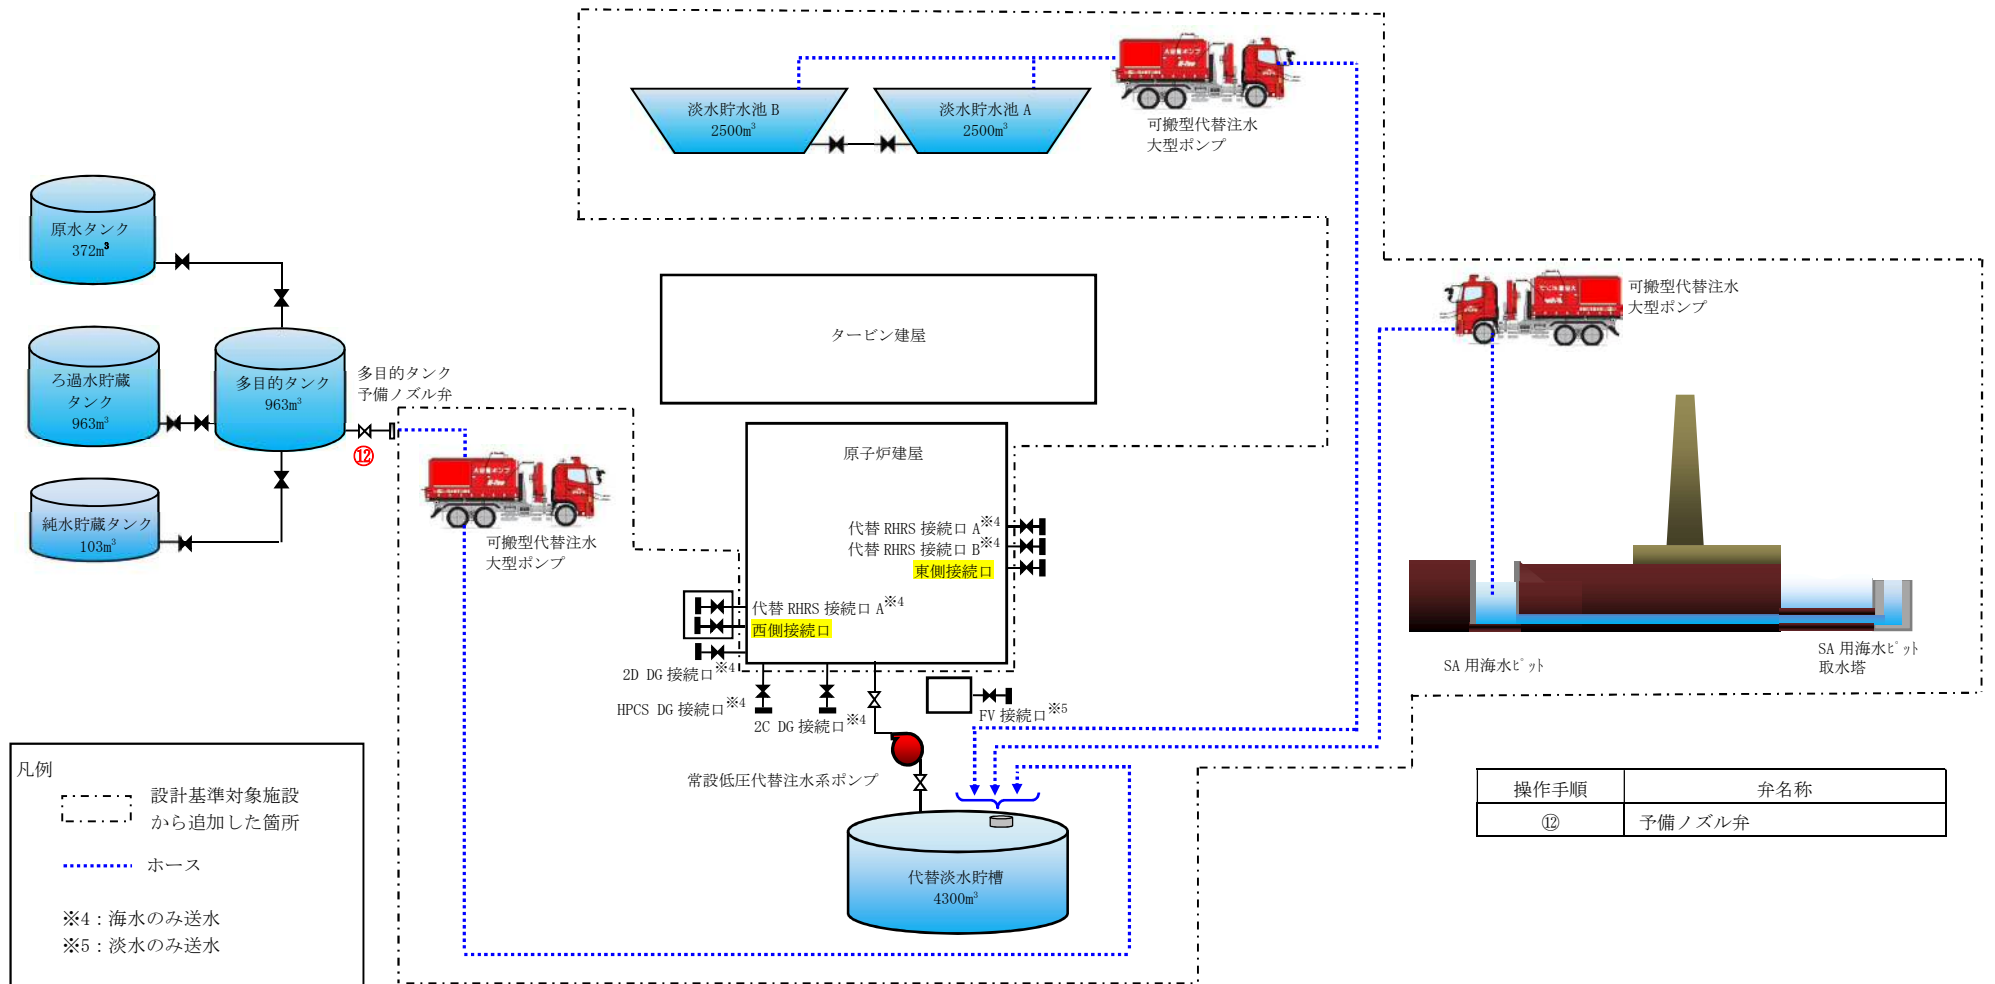 淡水貯水池 B
2500m³
淡水貯水池 A
2500m³
可搬型代替注水
大型ポンプ
原水タンク
372m³
ろ過水貯蔵
タンク
963m³
多目的タンク
963m³
多目的タンク
予備ノズル弁
⑫
純水貯蔵タンク
103m³
可搬型代替注水
大型ポンプ
タービン建屋
可搬型代替注水
大型ポンプ
原子炉建屋
代替 RHRS 接続口 A※4
代替 RHRS 接続口 B※4
東側接続口
代替 RHRS 接続口 A※4
西側接続口
2D DG 接続口※4
HPCS DG 接続口※4
2C DG 接続口※4
FV 接続口※5
常設低圧代替注水系ポンプ
代替淡水貯槽
4300m³
SA 用海水ﾋﾟｯﾄ
SA 用海水ﾋﾟｯﾄ
取水塔
凡例
設計基準対象施設
から追加した箇所
ホース
※4：海水のみ送水
※5：淡水のみ送水
操作手順 弁名称
⑫ 予備ノズル弁